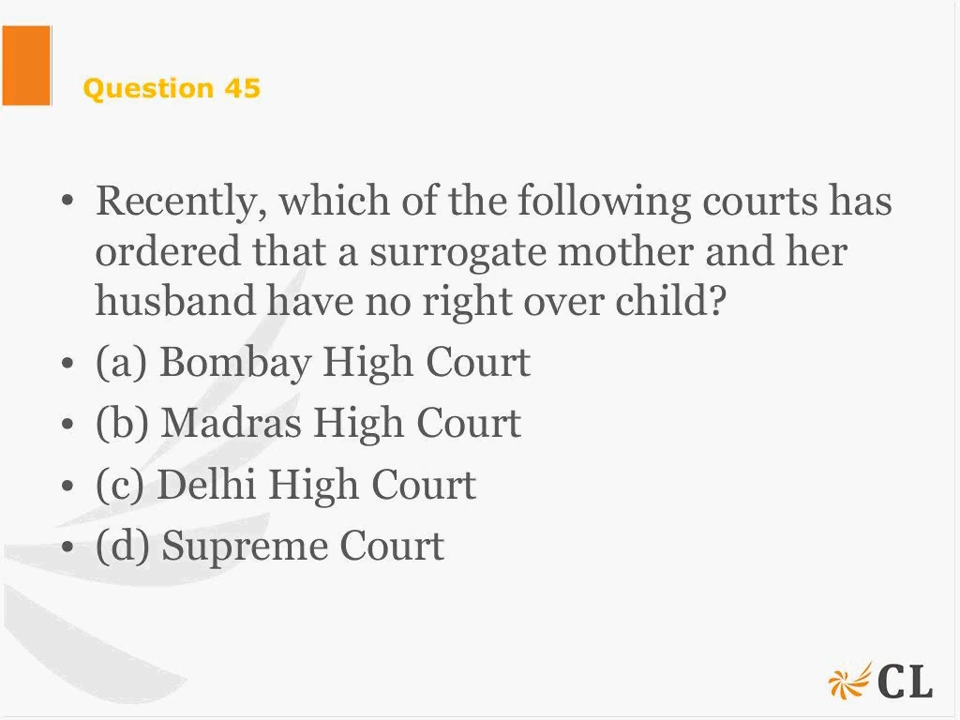 Question 45
• Recently, which of the following courts has
ordered that a surrogate mother and her
husband have no right over child?
• (a) Bombay High Court
• (b) Madras High Court
• (c) Delhi High Court
• (d) Supreme Court
CL